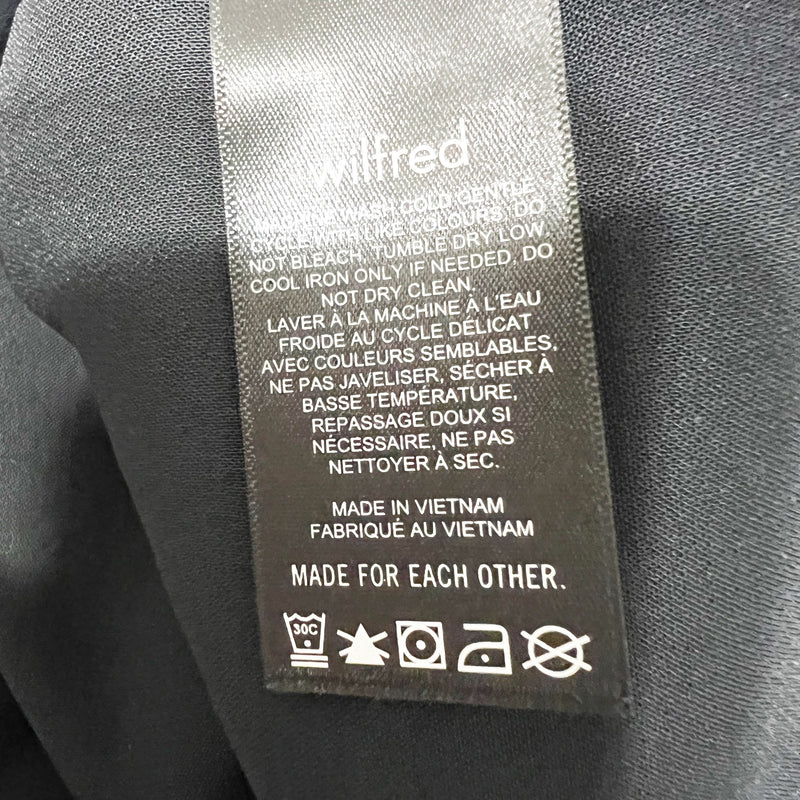 wilfred
MACHINE WASH COLD GENTLE
CYCLE WITH LIKE COLOURS, DO
NOT BLEACH, TUMBLE DRY LOW,
COOL IRON ONLY IF NEEDED, DO
NOT DRY CLEAN.
LAVER À LA MACHINE À L'EAU
FROIDE AU CYCLE DÉLICAT
AVEC COULEURS SEMBLABLES,
NE PAS JAVELISER, SÉCHER À
BASSE TEMPÉRATURE,
REPASSAGE DOUX SI
NÉCESSAIRE, NE PAS
NETTOYER À SEC.
MADE IN VIETNAM
FABRIQUÉ AU VIETNAM
MADE FOR EACH OTHER.
30C